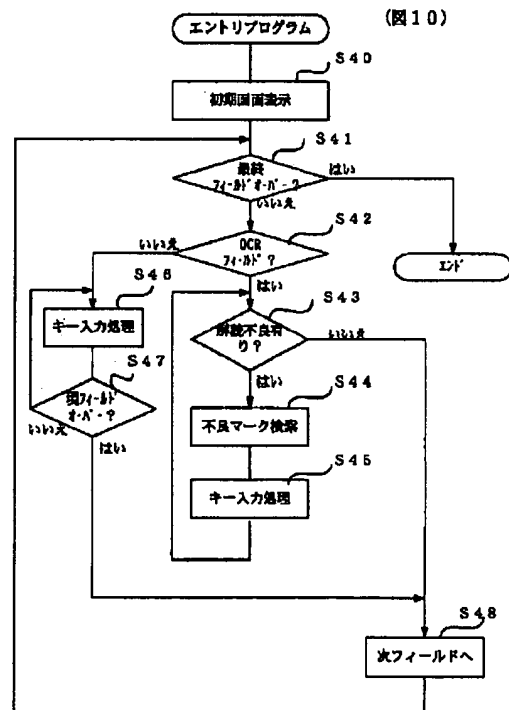 (図10)
エントリプログラム
S40
初期画面表示
S41
最終
フィールドオーバー?
はい
いいえ
S42
OCR
フィールド?
いいえ
はい
エンド
S46
キー入力処理
S43
解読不良有
り?
いいえ
はい
S47
現フィールド
オーバー?
いいえ
はい
S44
不良マーク検索
S45
キー入力処理
S48
次フィールドへ